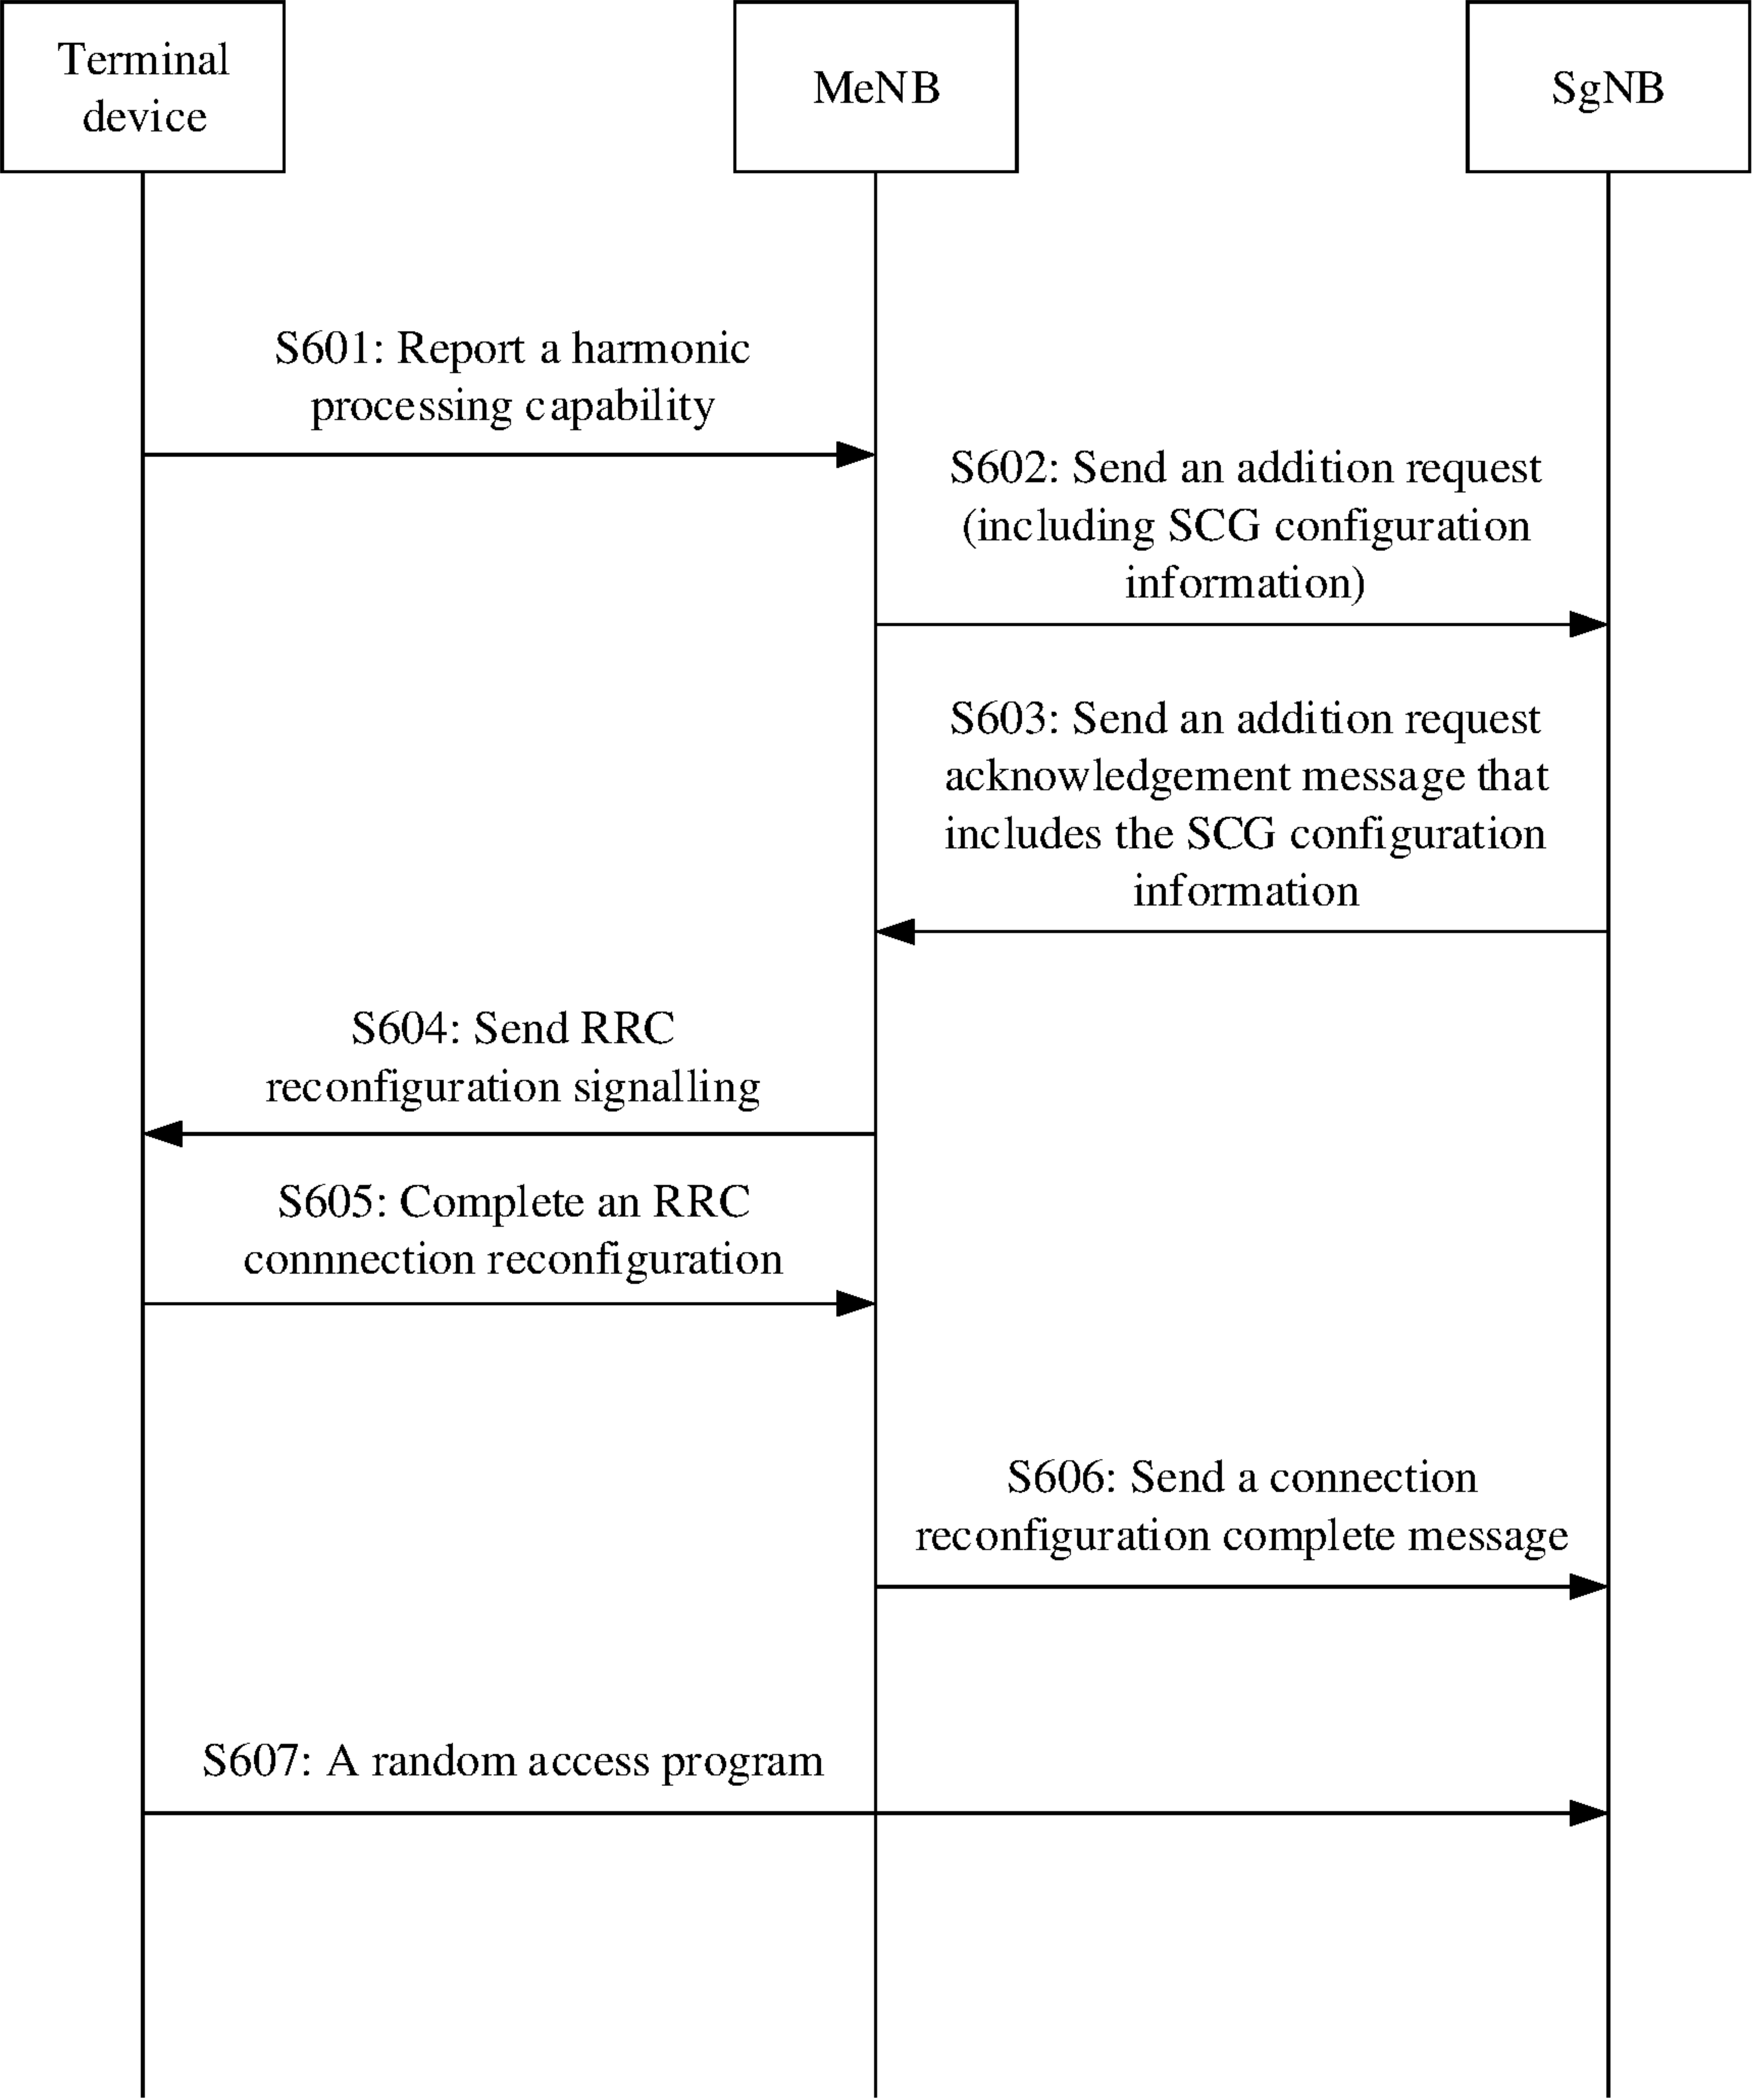 Terminal
device
MeNB
SgNB
S601: Report a harmonic
processing capability
S602: Send an addition request
(including SCG configuration
information)
S603: Send an addition request
acknowledgement message that
includes the SCG configuration
information
S604: Send RRC
reconfiguration signalling
S605: Complete an RRC
connnection reconfiguration
S606: Send a connection
reconfiguration complete message
S607: A random access program